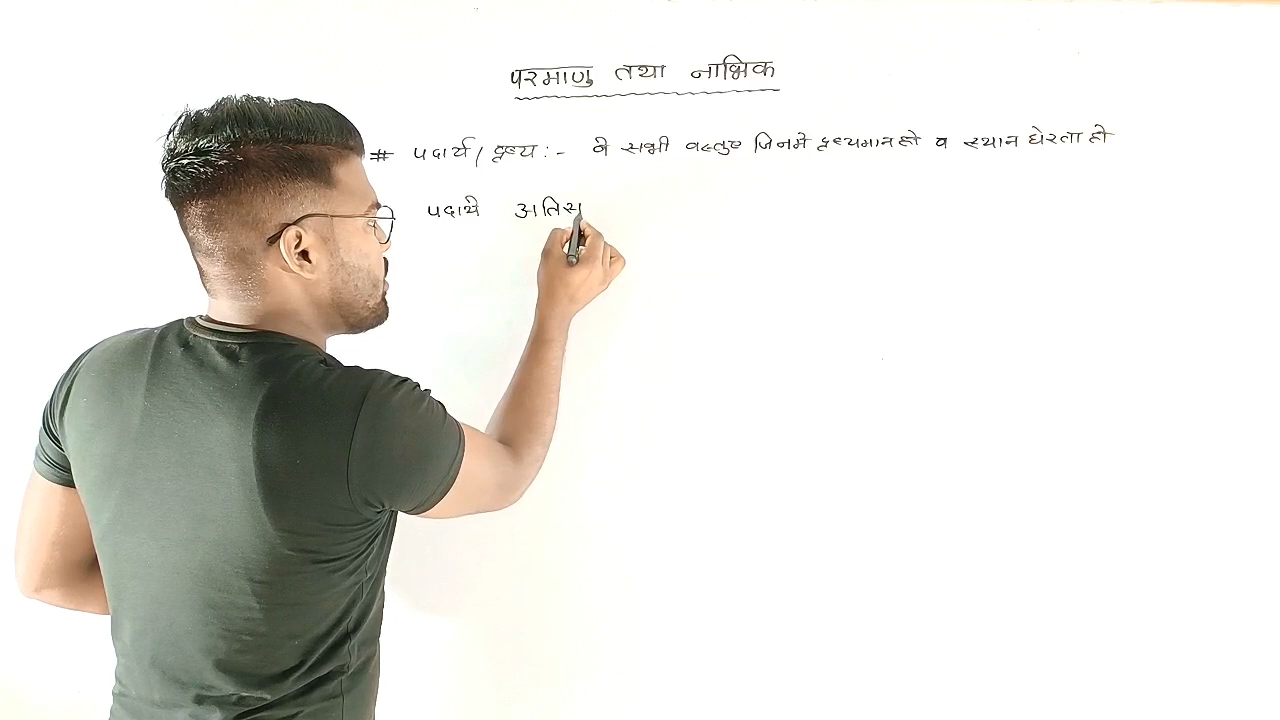 परमाणु तथा नाभिक
# पदार्थ / द्रव्य :- वे सभी वस्तुए जिनमे द्रव्यमान हो व स्थान घेरता हो
पदार्थ अतिस